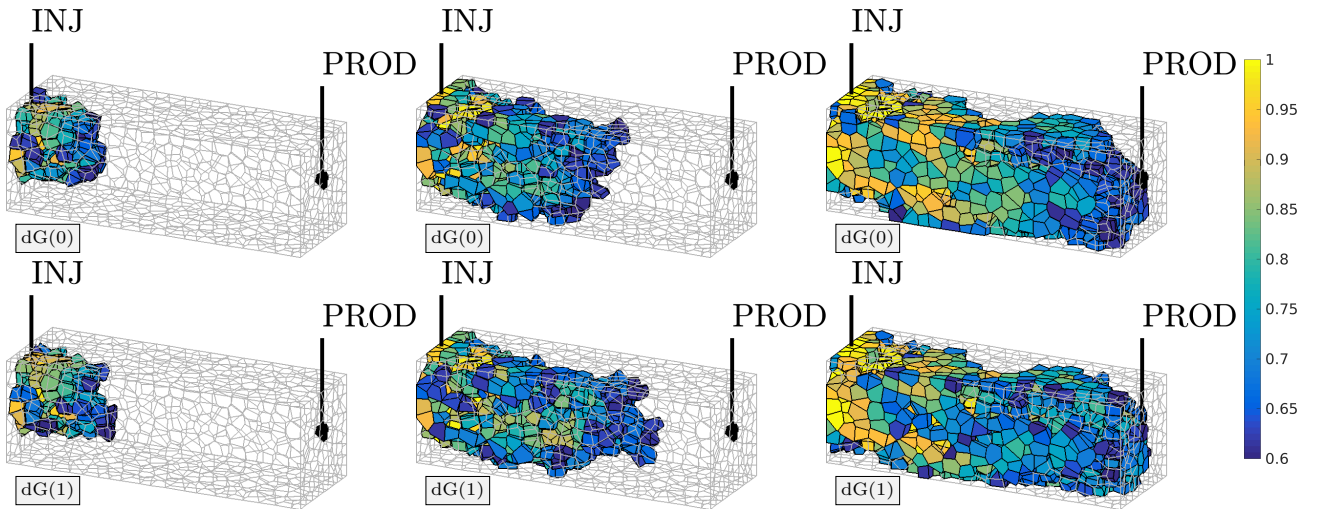 INJ
PROD
dG(0)
INJ
PROD
dG(0)
INJ
PROD
dG(0)
INJ
PROD
dG(1)
INJ
PROD
dG(1)
INJ
PROD
dG(1)
1
0.95
0.9
0.85
0.8
0.75
0.7
0.65
0.6